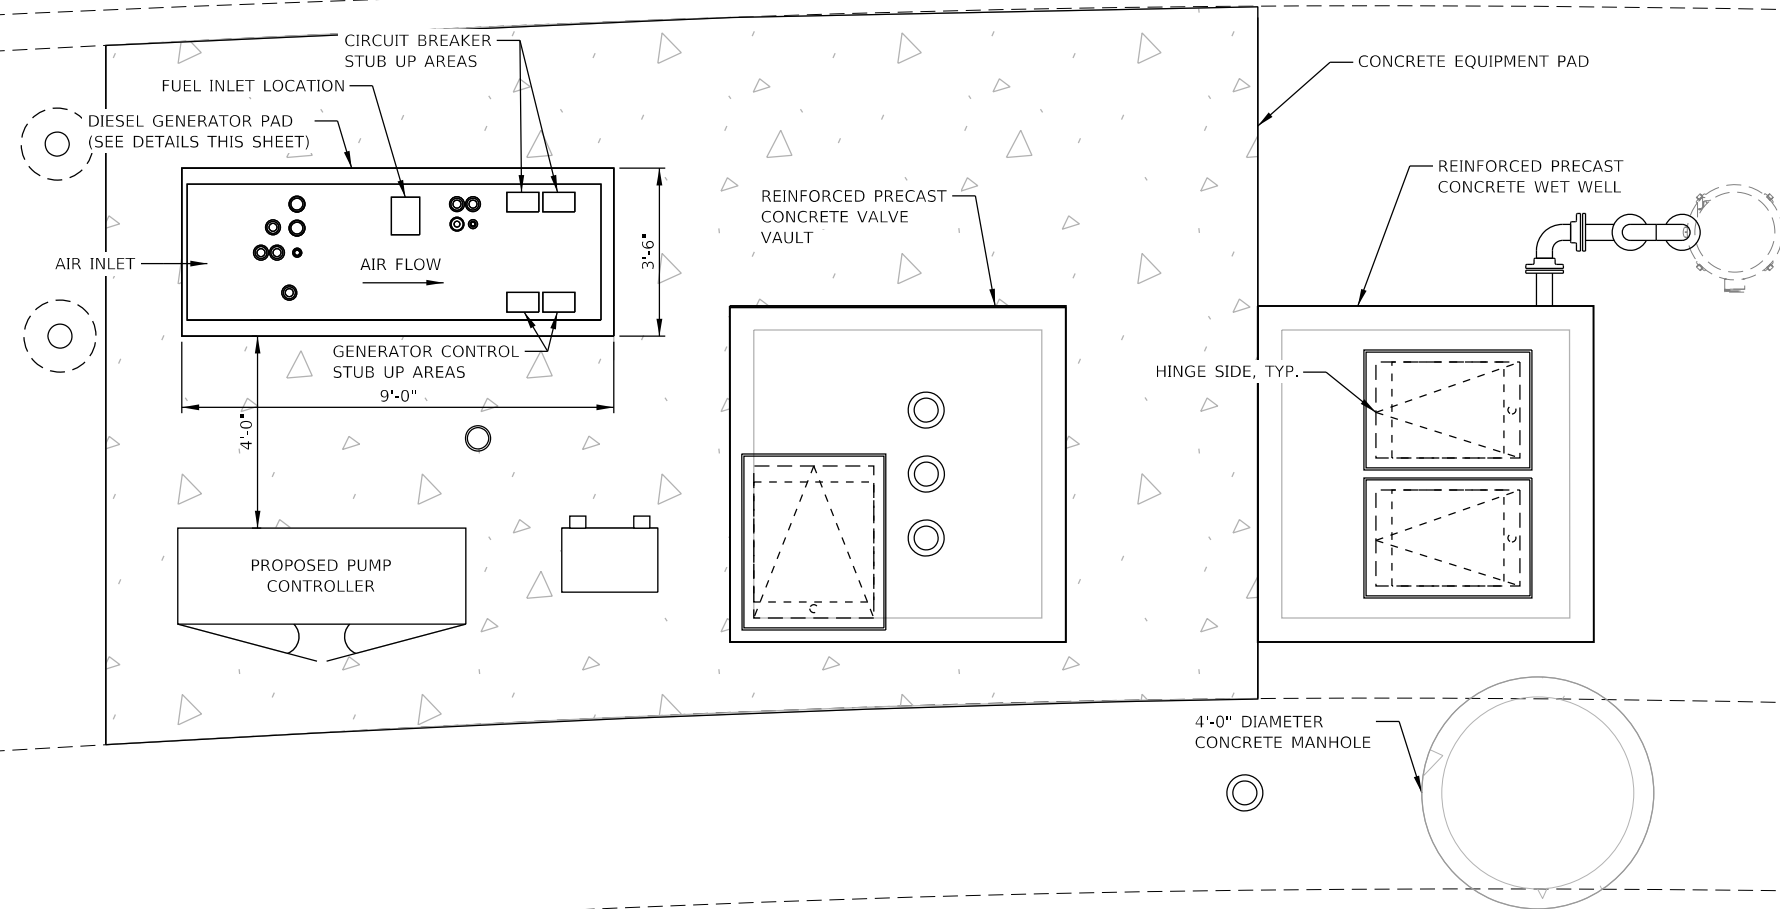 CIRCUIT BREAKER
STUB UP AREAS
FUEL INLET LOCATION
DIESEL GENERATOR PAD
(SEE DETAILS THIS SHEET)
AIR INLET
AIR FLOW
3'-6"
GENERATOR CONTROL
STUB UP AREAS
9'-0"
4'-0"
PROPOSED PUMP
CONTROLLER
REINFORCED PRECAST
CONCRETE VALVE
VAULT
CONCRETE EQUIPMENT PAD
REINFORCED PRECAST
CONCRETE WET WELL
HINGE SIDE, TYP.
4'-0" DIAMETER
CONCRETE MANHOLE